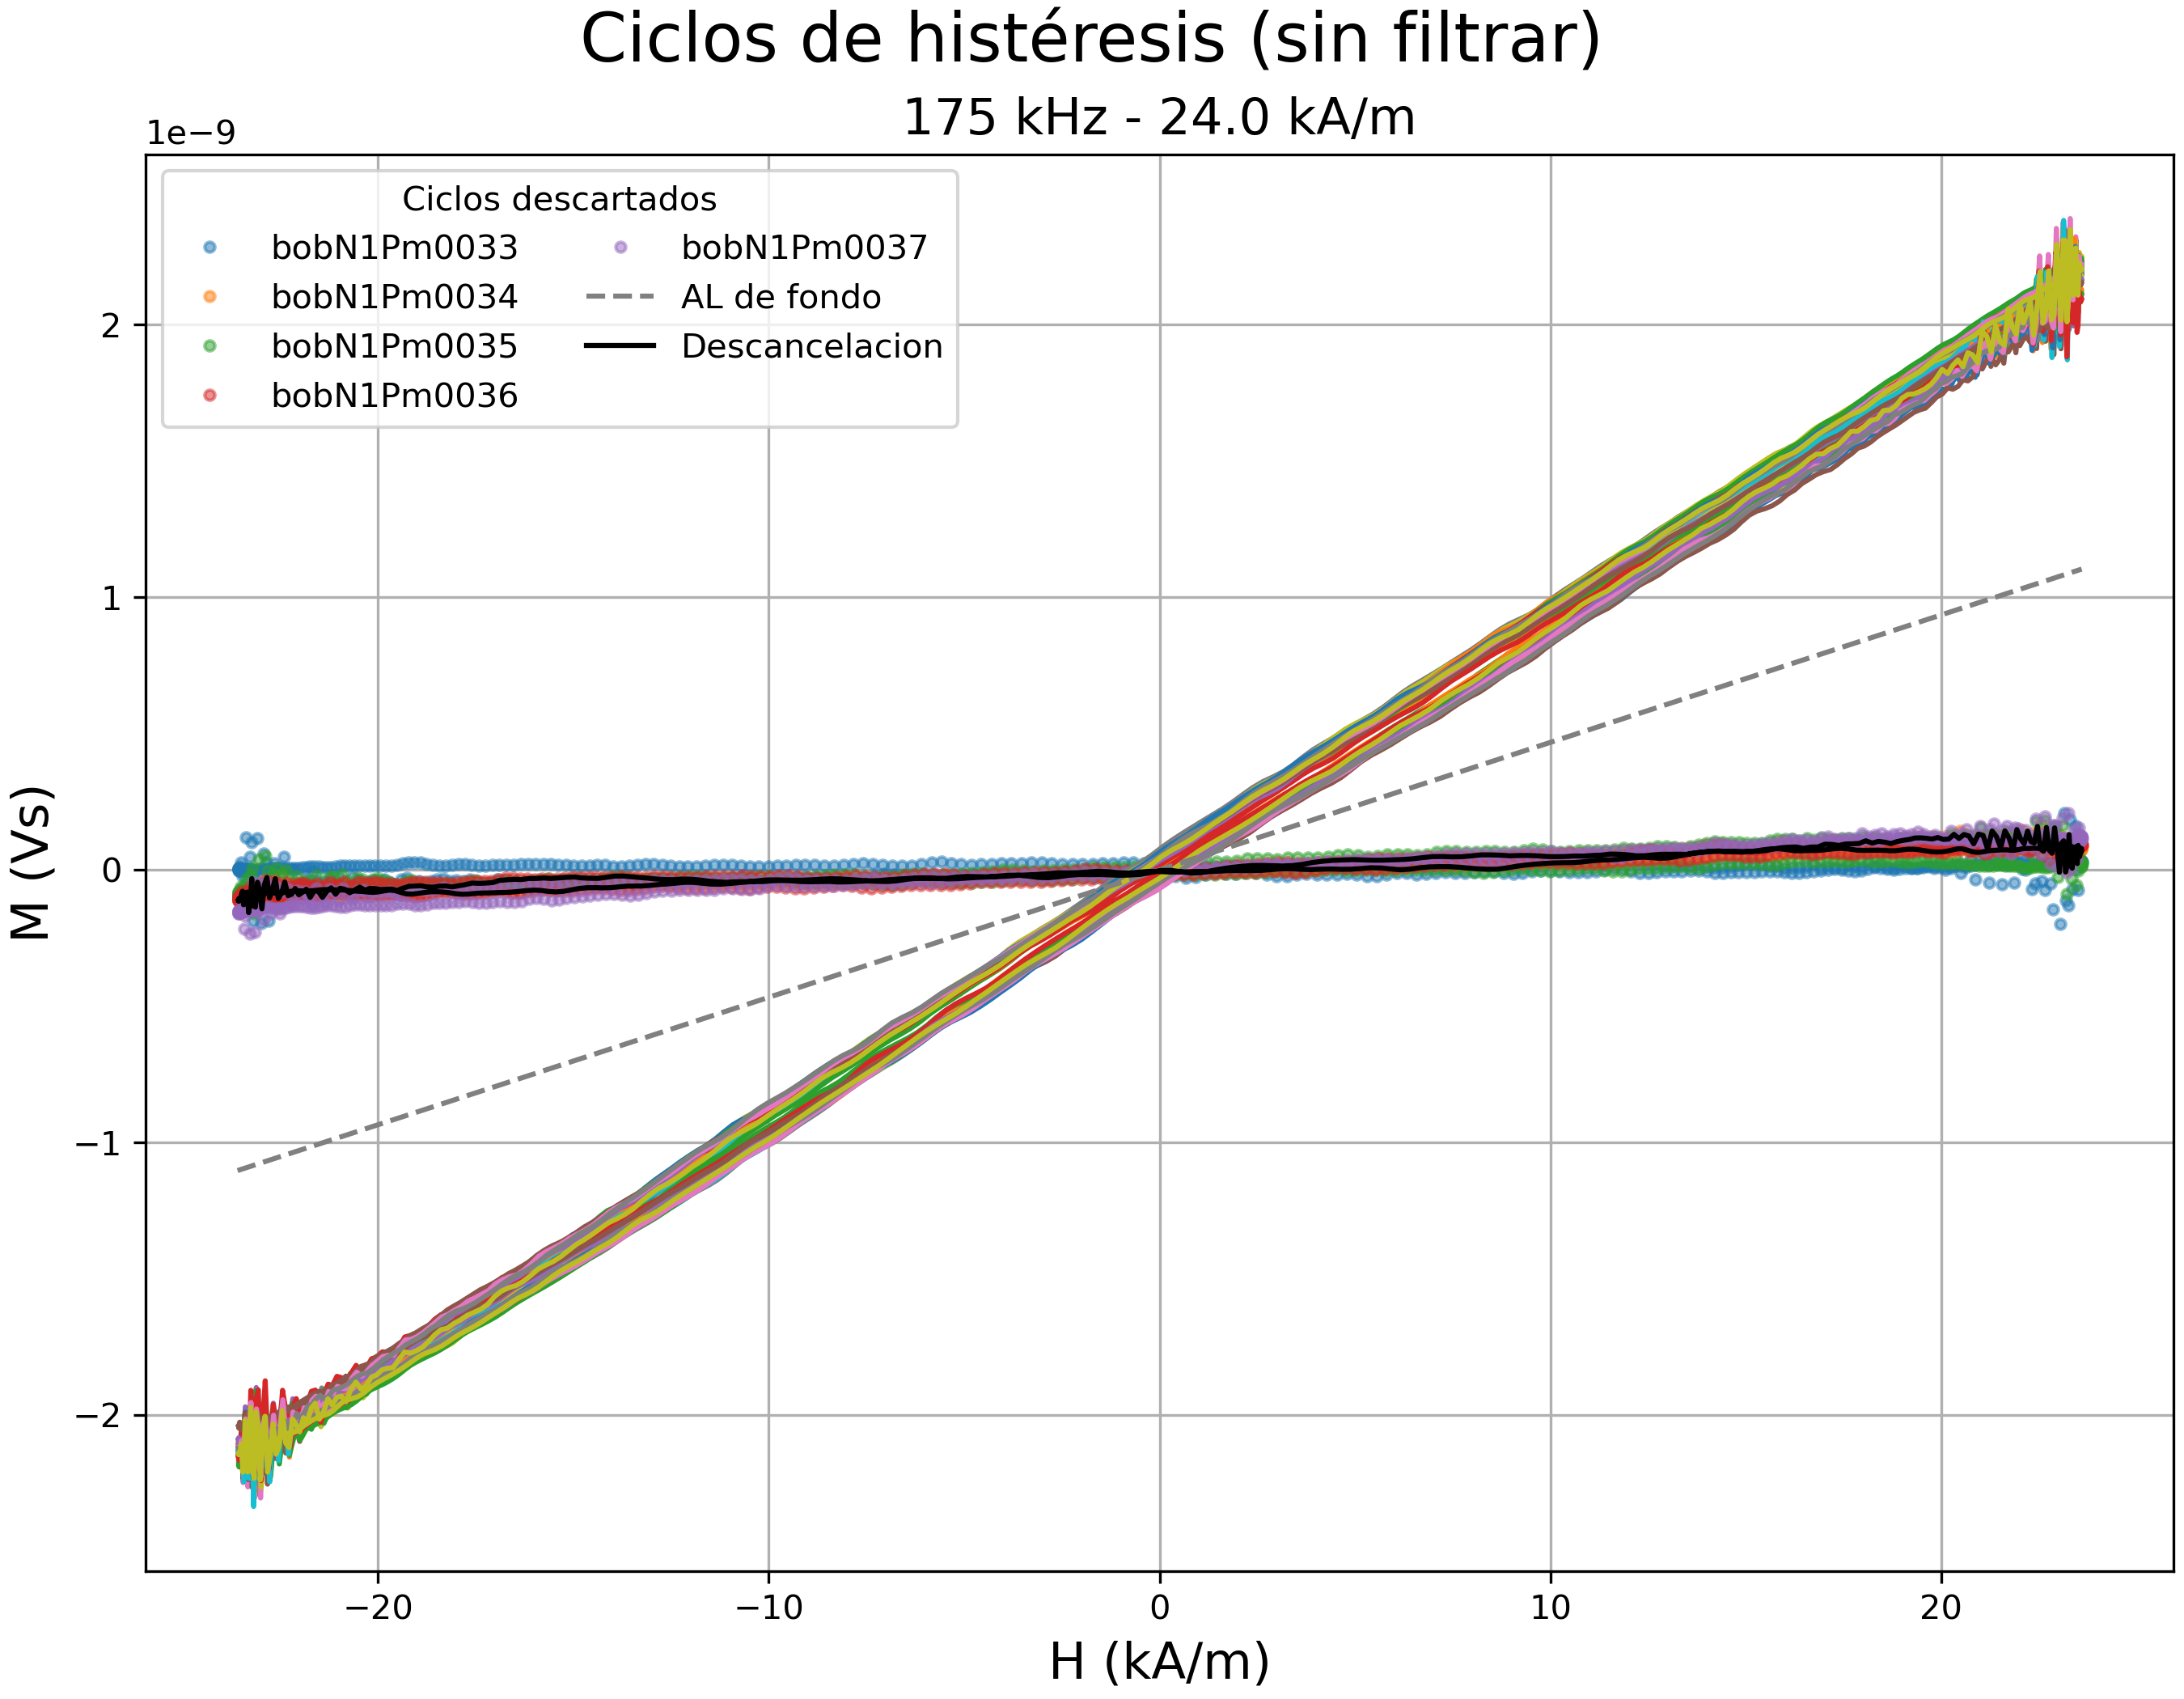 Ciclos de histéresis (sin filtrar)
175 kHz - 24.0 kA/m
1e−9
Ciclos descartados
bobN1Pm0033
bobN1Pm0034
bobN1Pm0035
bobN1Pm0036
bobN1Pm0037
AL de fondo
Descancelacion
2
1
0
−1
−2
M (Vs)
−20
−10
0
10
20
H (kA/m)